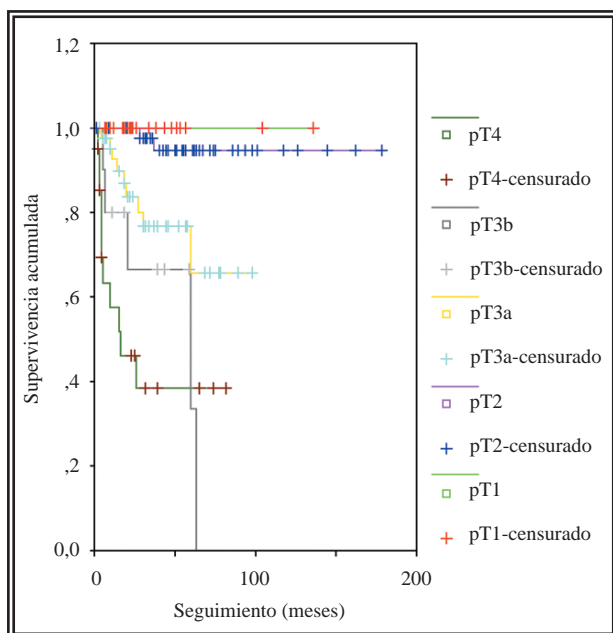 1,2
1,0
,8
,6
,4
,2
0,0
Supervivencia acumulada
0
100
200
Seguimiento (meses)
pT4
pT4-censurado
pT3b
pT3b-censurado
pT3a
pT3a-censurado
pT2
pT2-censurado
pT1
pT1-censurado